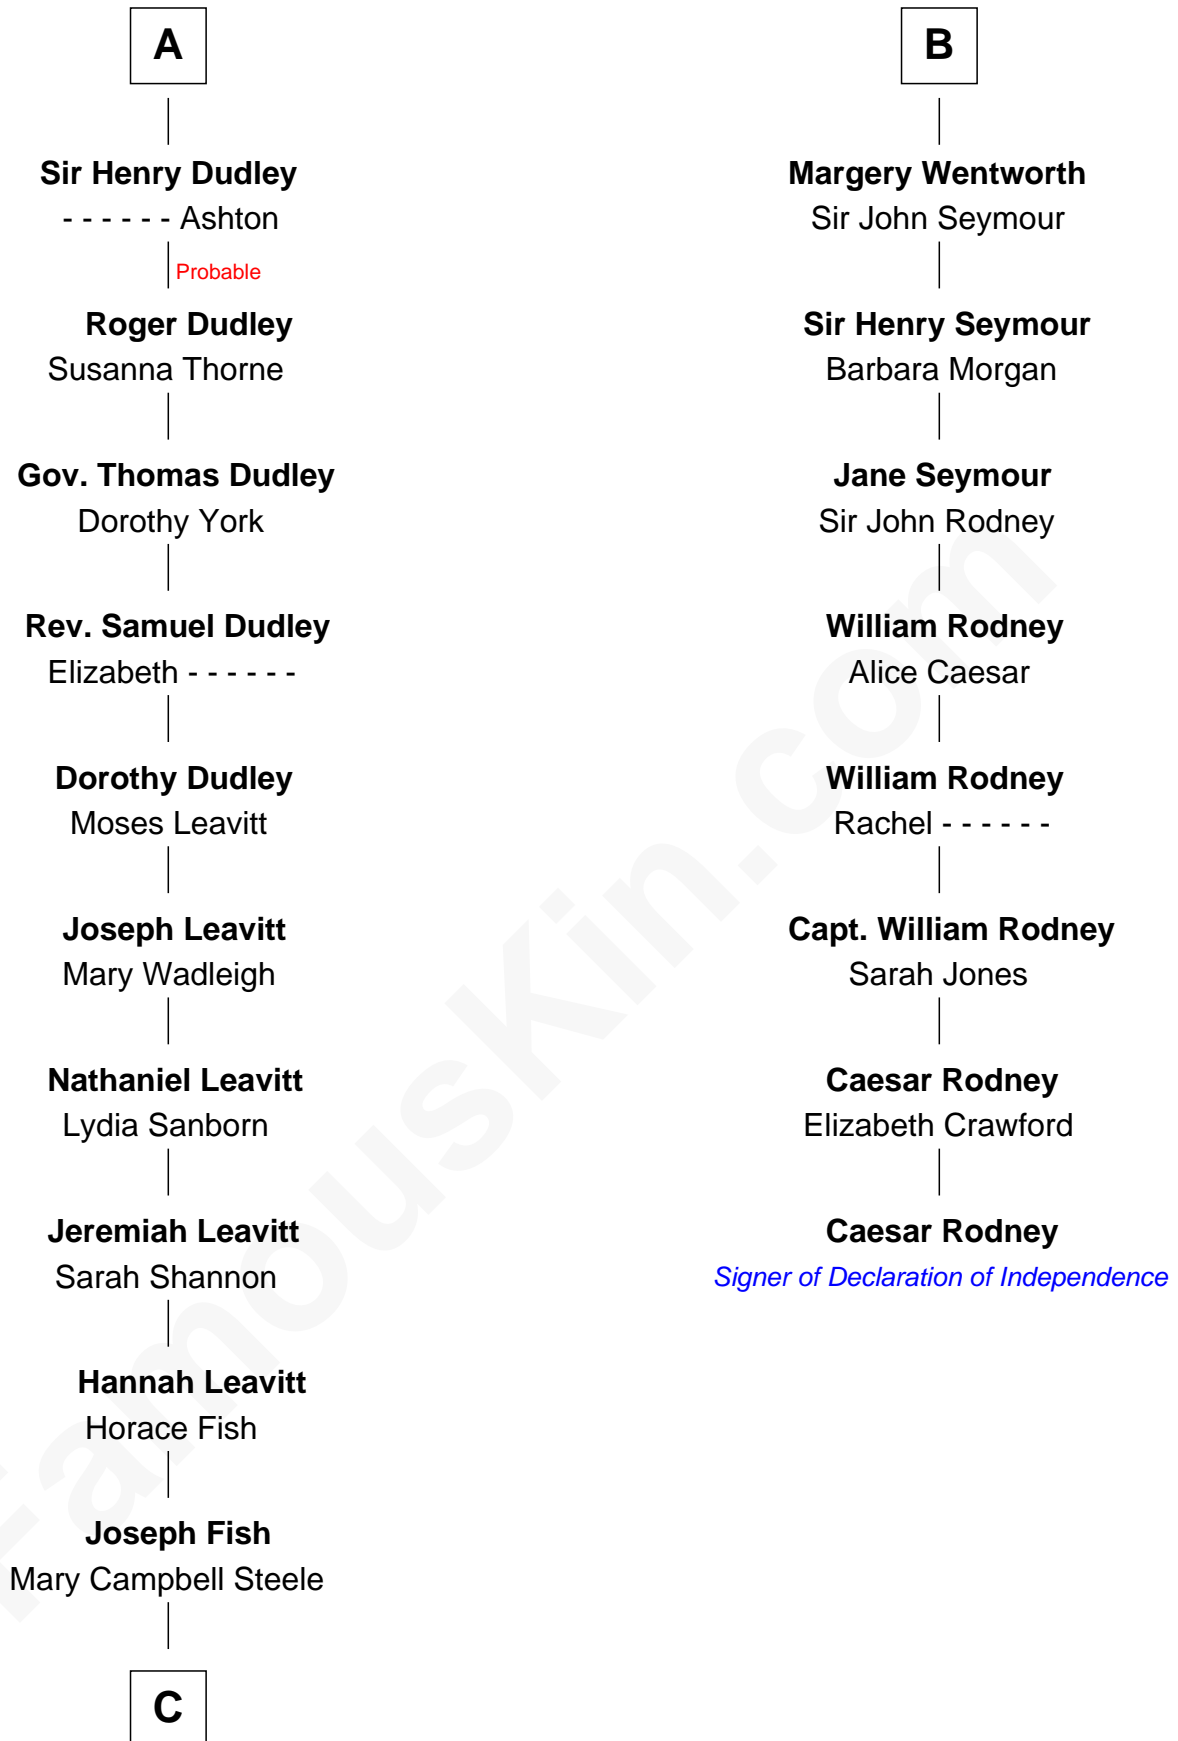 A
Sir Henry Dudley
- - - - - - Ashton
Probable
Roger Dudley
Susanna Thorne
Gov. Thomas Dudley
Dorothy York
Rev. Samuel Dudley
Elizabeth - - - - - -
Dorothy Dudley
Moses Leavitt
Joseph Leavitt
Mary Wadleigh
Nathaniel Leavitt
Lydia Sanborn
Jeremiah Leavitt
Sarah Shannon
Hannah Leavitt
Horace Fish
Joseph Fish
Mary Campbell Steele
C
B
Margery Wentworth
Sir John Seymour
Sir Henry Seymour
Barbara Morgan
Jane Seymour
Sir John Rodney
William Rodney
Alice Caesar
William Rodney
Rachel - - - - - -
Capt. William Rodney
Sarah Jones
Caesar Rodney
Elizabeth Crawford
Caesar Rodney
Signer of Declaration of Independence
FamousKin.com